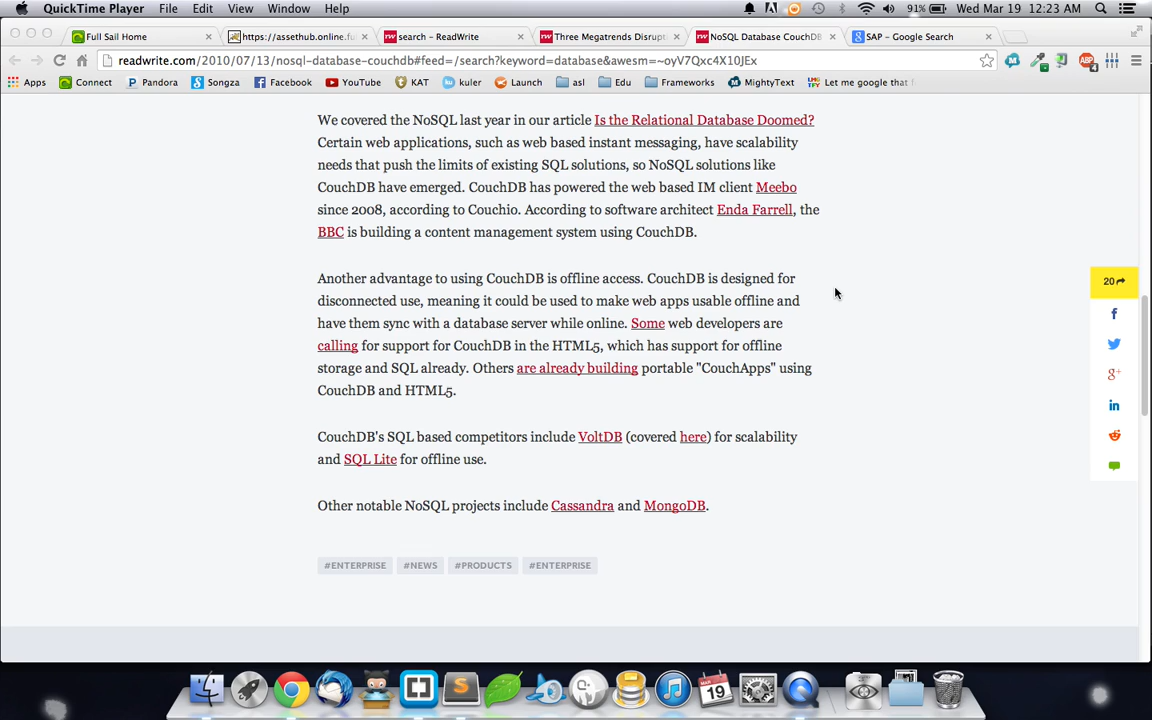 QuickTime Player File Edit View Window Help 91% Wed Mar 19 12:23 AM
Full Sail Home https://assethub.online.fu search – ReadWrite Three Megatrends Disrupti NoSQL Database CouchDB SAP – Google Search
readwrite.com/2010/07/13/nosql-database-couchdb#feed=/search?keyword=database&awesm=~oyV7Qxc4X10JEx
Apps Connect Pandora Songza Facebook YouTube KAT kuler Launch asl Edu Frameworks MightyText Let me google that f
We covered the NoSQL last year in our article Is the Relational Database Doomed?
Certain web applications, such as web based instant messaging, have scalability
needs that push the limits of existing SQL solutions, so NoSQL solutions like
CouchDB have emerged. CouchDB has powered the web based IM client Meebo
since 2008, according to Couchio. According to software architect Enda Farrell, the
BBC is building a content management system using CouchDB.
Another advantage to using CouchDB is offline access. CouchDB is designed for
disconnected use, meaning it could be used to make web apps usable offline and
have them sync with a database server while online. Some web developers are
calling for support for CouchDB in the HTML5, which has support for offline
storage and SQL already. Others are already building portable "CouchApps" using
CouchDB and HTML5.
CouchDB's SQL based competitors include VoltDB (covered here) for scalability
and SQL Lite for offline use.
Other notable NoSQL projects include Cassandra and MongoDB.
#ENTERPRISE #NEWS #PRODUCTS #ENTERPRISE
20
MAR
19